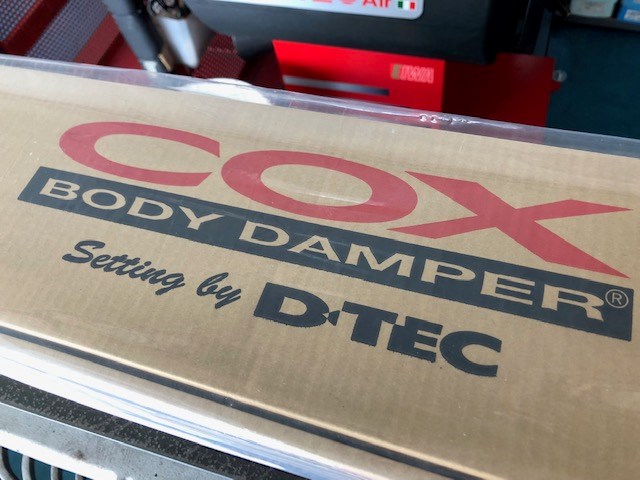 Air
COX
BODY DAMPER®
Setting by D-TEC